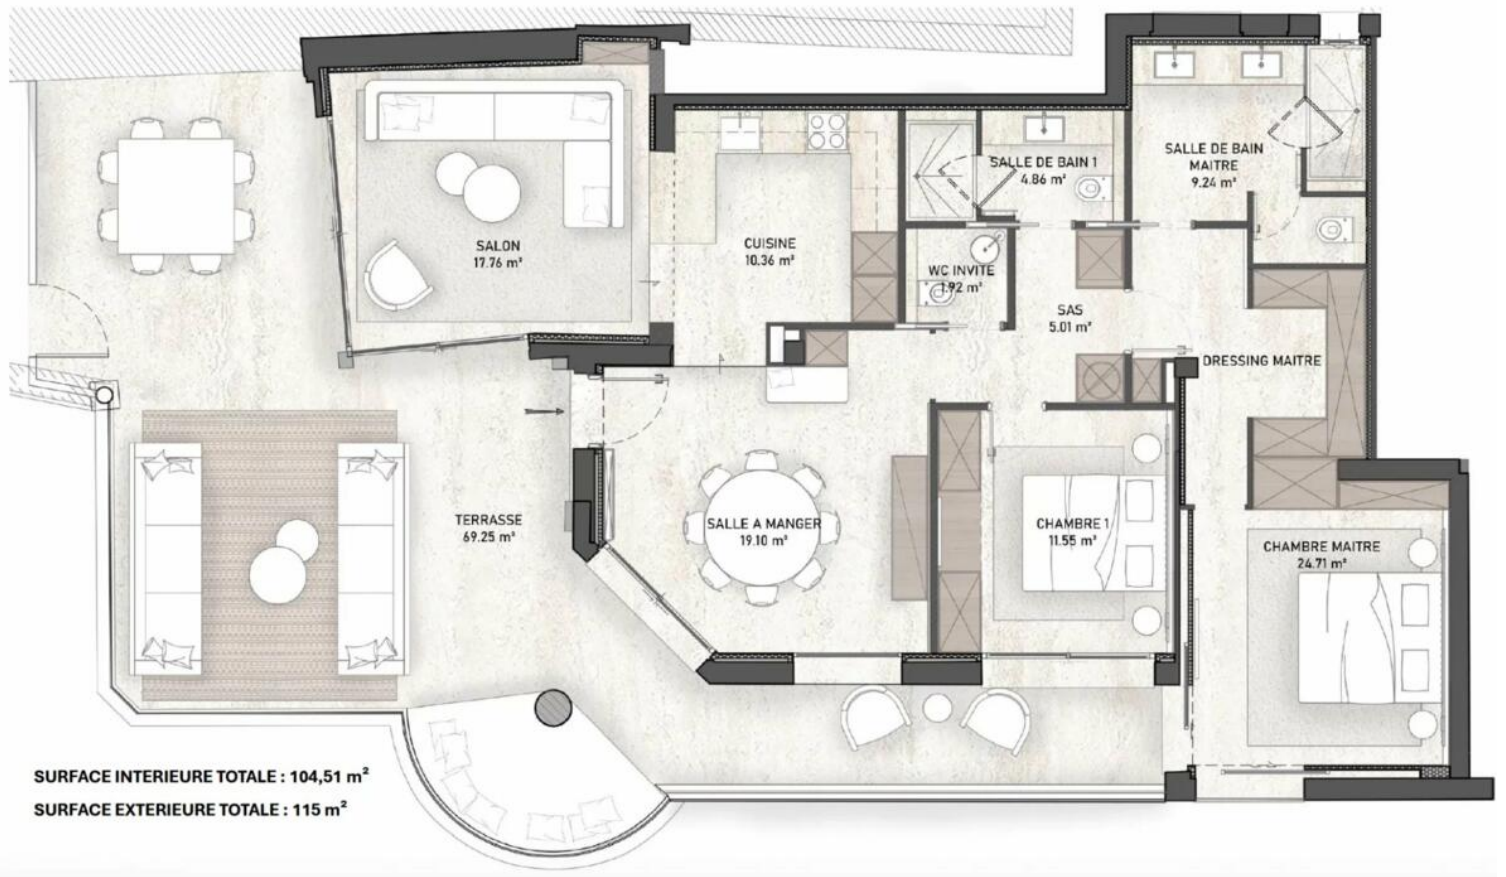 SALLE DE BAIN
MAITRE
9.24 m²
SALLE DE BAIN 1
4.86 m²
SALON
17.76 m²
CUISINE
10.36 m²
WC INVITE
1.92 m²
SAS
5.01 m²
DRESSING MAITRE
TERRASSE
69.25 m²
SALLE A MANGER
19.10 m²
CHAMBRE 1
11.55 m²
CHAMBRE MAITRE
24.71 m²
SURFACE INTERIEURE TOTALE : 104,51 m²
SURFACE EXTERIEURE TOTALE : 115 m²